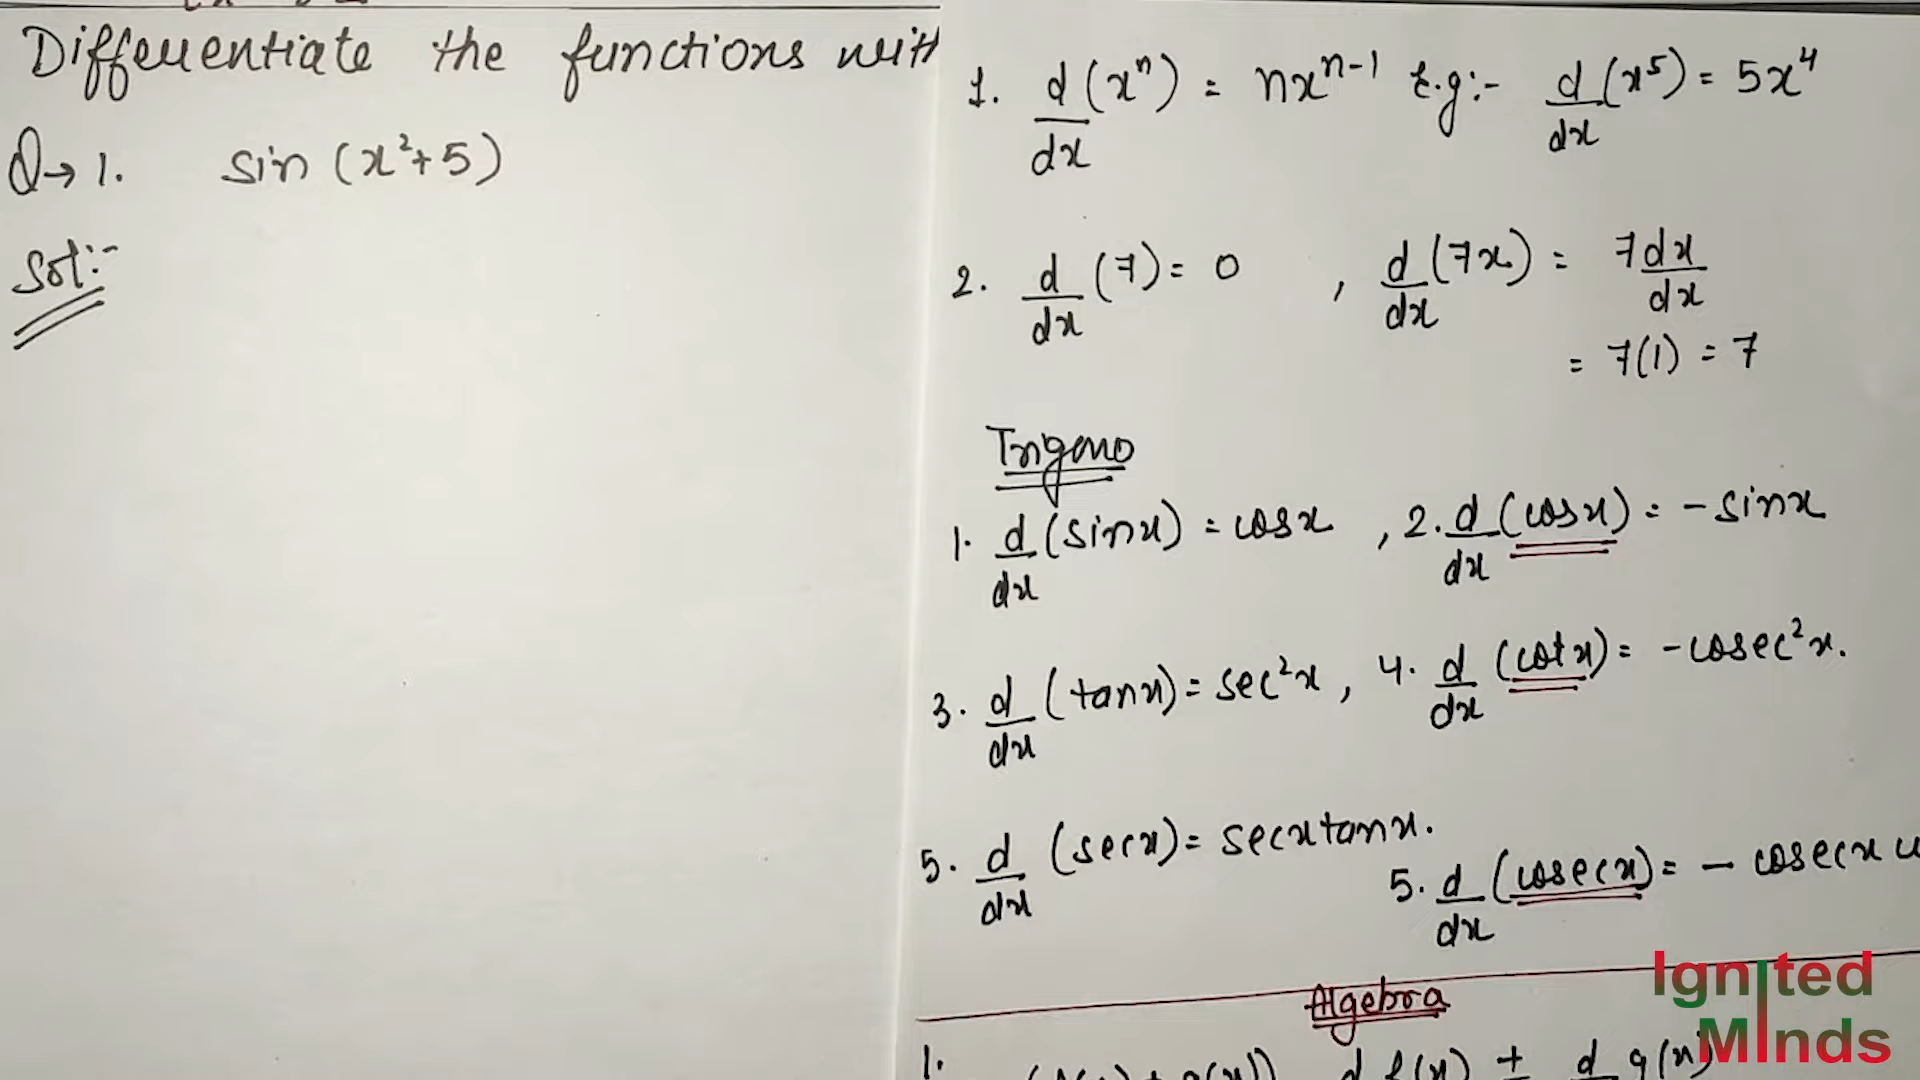 Differentiate the functions with
Q→ 1. sin (x²+5)
Sol:-
1. d/dx (xⁿ) = nxⁿ⁻¹ E.g:- d/dx (x⁵) = 5x⁴
2. d/dx (7) = 0 , d/dx (7x) = 7dx/dx
= 7(1) = 7
Trigono
1. d/dx (sinx) = cosx , 2. d/dx (cosx) = -sinx
3. d/dx (tanx) = sec²x , 4. d/dx (cotx) = -cosec²x.
5. d/dx (secx) = secxtanx.
5. d/dx (cosecx) = - cosecx
Algebra
1.
d f(x) + d g(x)
Ignited
Minds